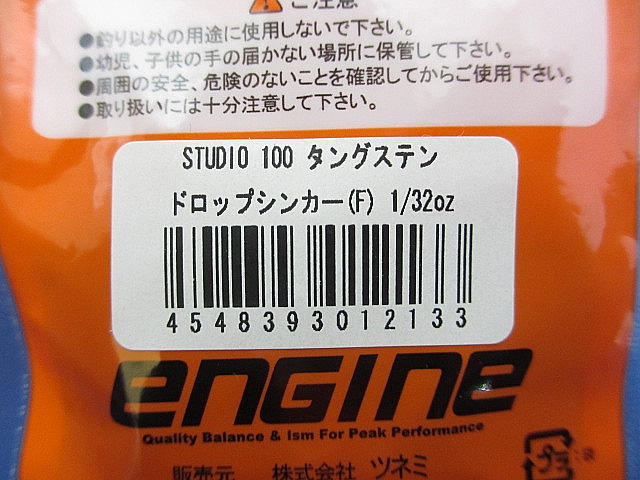 ご注意
●釣り以外の用途に使用しないで下さい。
●幼児、子供の手の届かない場所に保管して下さい。
●周囲の安全、危険のないことを確認してからご使用下さい。
●取り扱いには十分注意して下さい。
STUDIO 100 タングステン
ドロップシンカー(F) 1/32oz
4548393012133
engine
Quality Balance & Ism For Peak Performance
販売元 株式会社 ツネミ